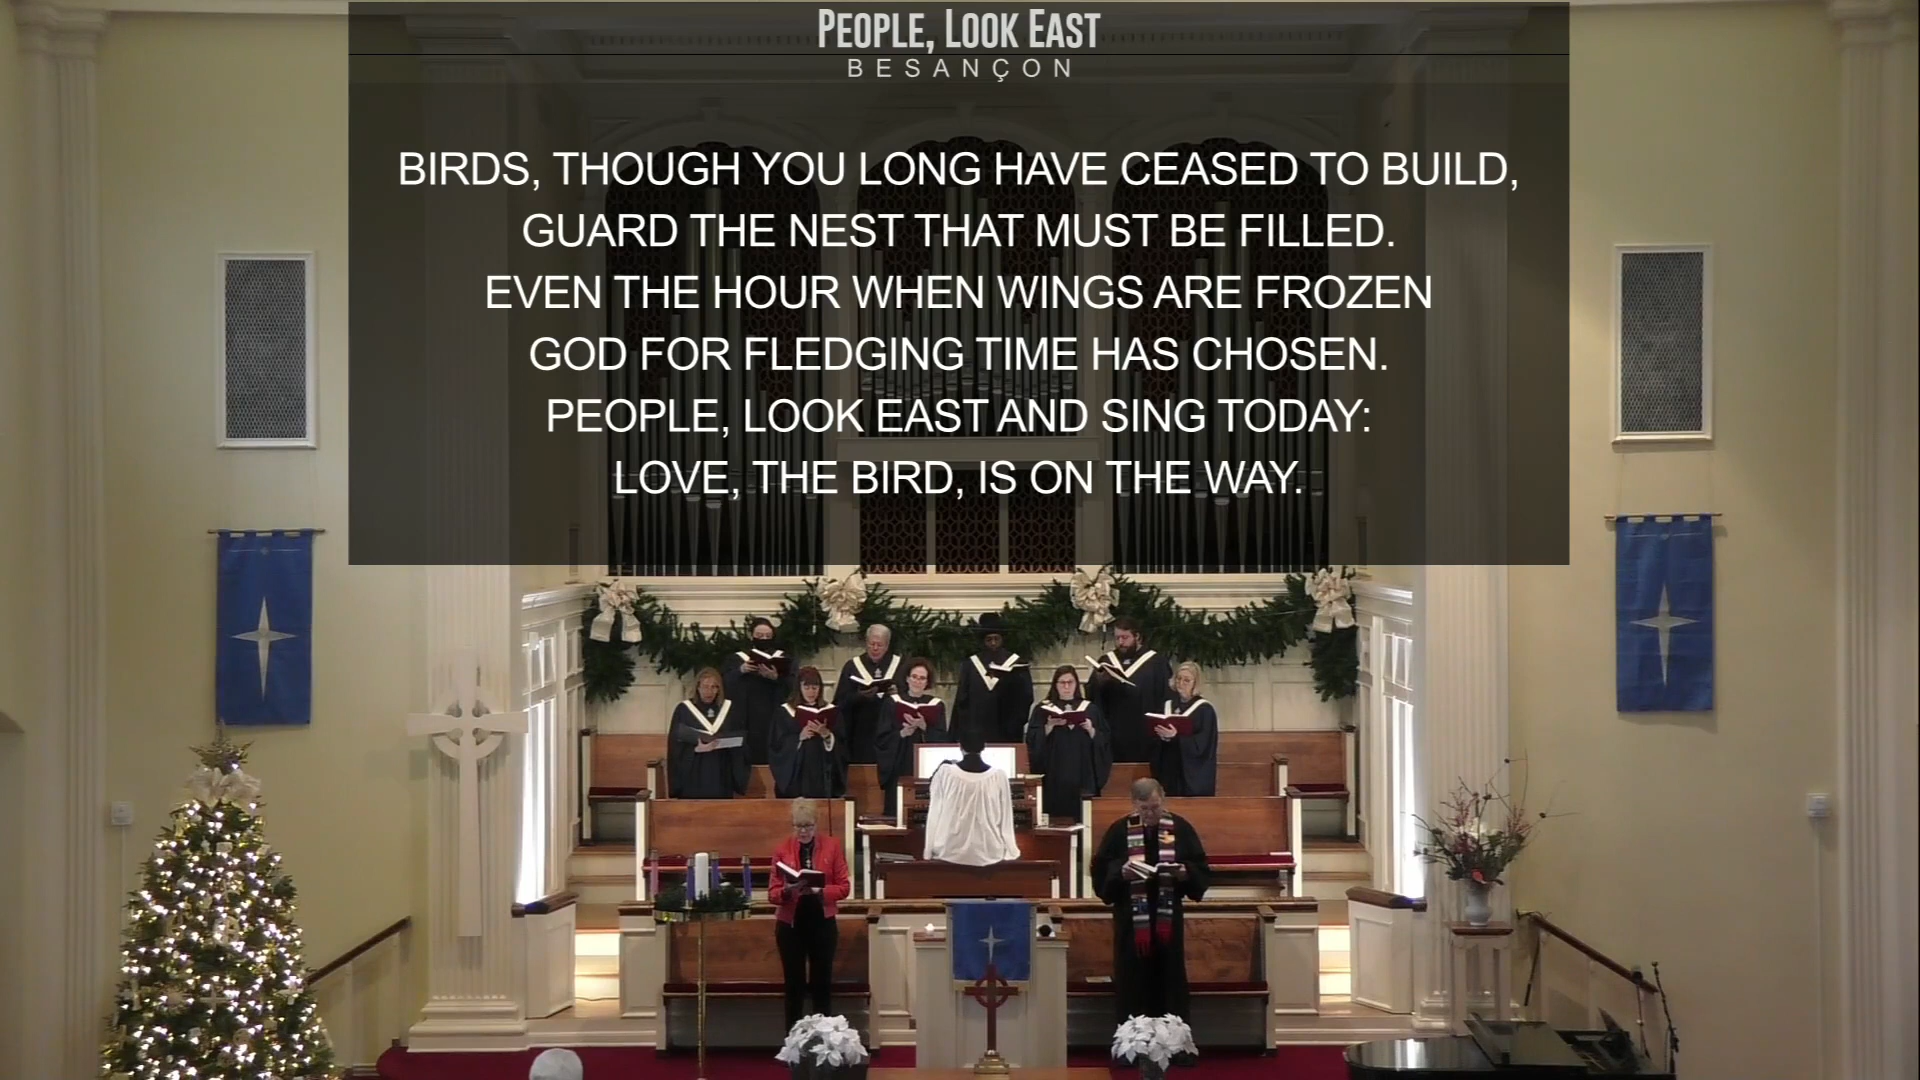 PEOPLE, LOOK EAST
BESANÇON
BIRDS, THOUGH YOU LONG HAVE CEASED TO BUILD,
GUARD THE NEST THAT MUST BE FILLED.
EVEN THE HOUR WHEN WINGS ARE FROZEN
GOD FOR FLEDGING TIME HAS CHOSEN.
PEOPLE, LOOK EAST AND SING TODAY:
LOVE, THE BIRD, IS ON THE WAY.